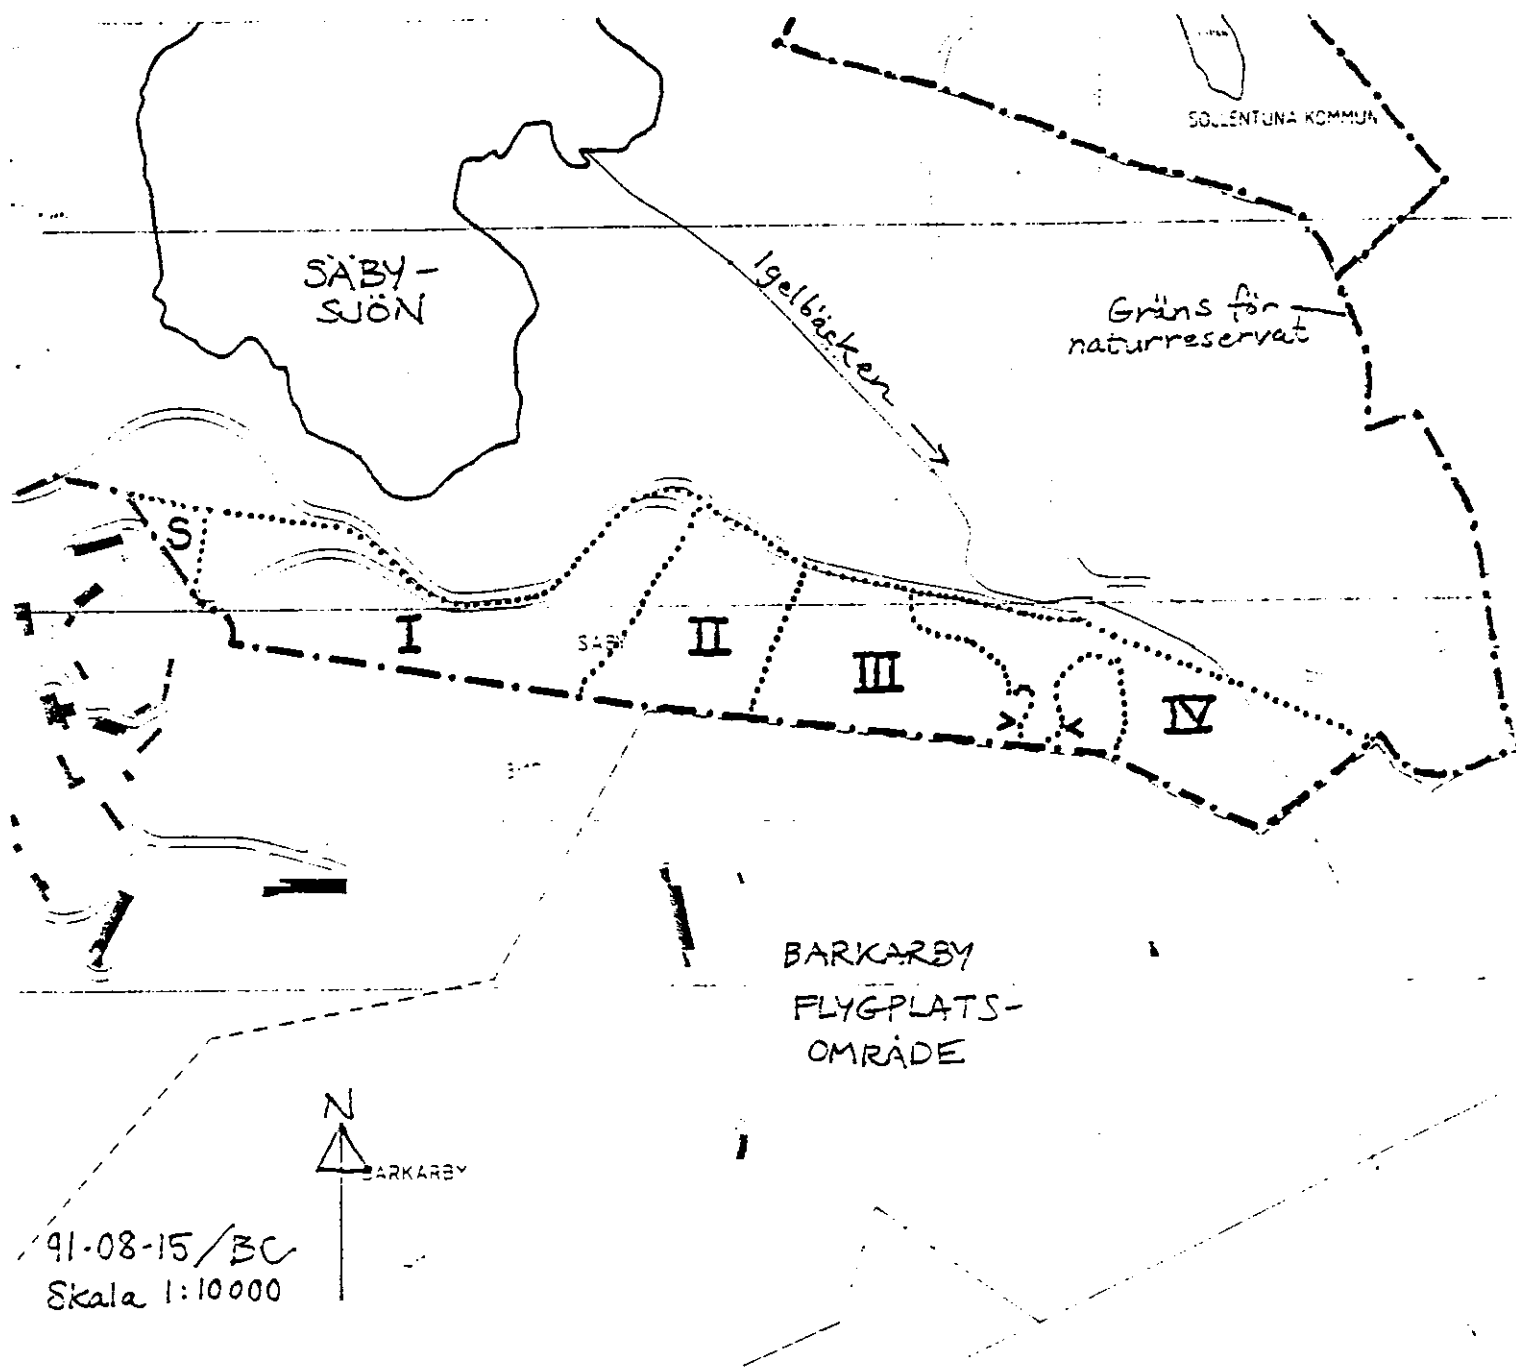 SOLLENTUNA KOMMUN
SÄBY-
SJÖN
Igelbäcken
Gräns för
naturreservat
S
I
II
III
IV
SÄBY
BARKARBY
FLYGPLATS-
OMRÅDE
N
BARKARBY
91-08-15/BC
Skala 1:10000